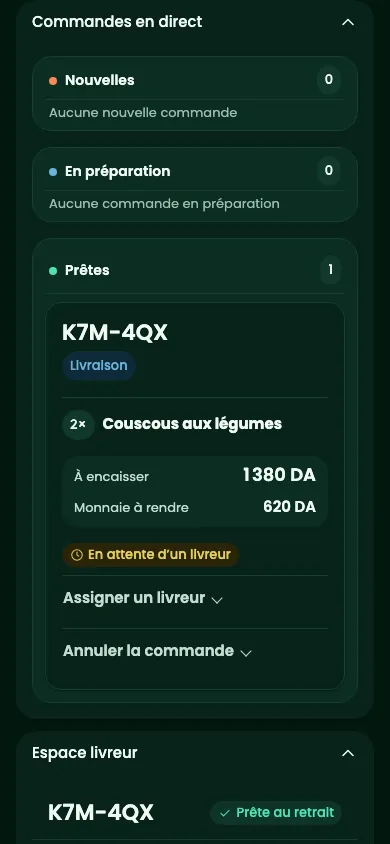 Commandes en direct
Nouvelles 0
Aucune nouvelle commande
En préparation 0
Aucune commande en préparation
Prêtes 1
K7M-4QX
Livraison
2× Couscous aux légumes
À encaisser 1 380 DA
Monnaie à rendre 620 DA
En attente d’un livreur
Assigner un livreur
Annuler la commande
Espace livreur
K7M-4QX Prête au retrait